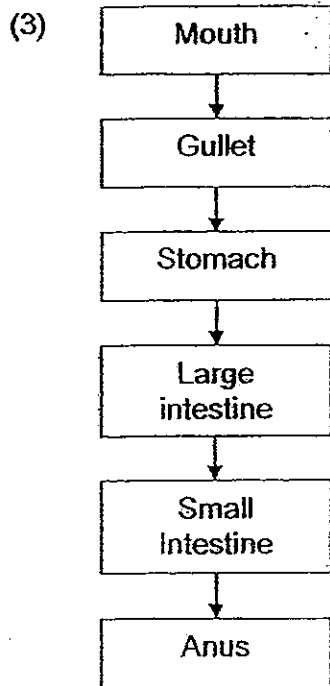 (3)
Mouth
Gullet
Stomach
Large
intestine
Small
Intestine
Anus